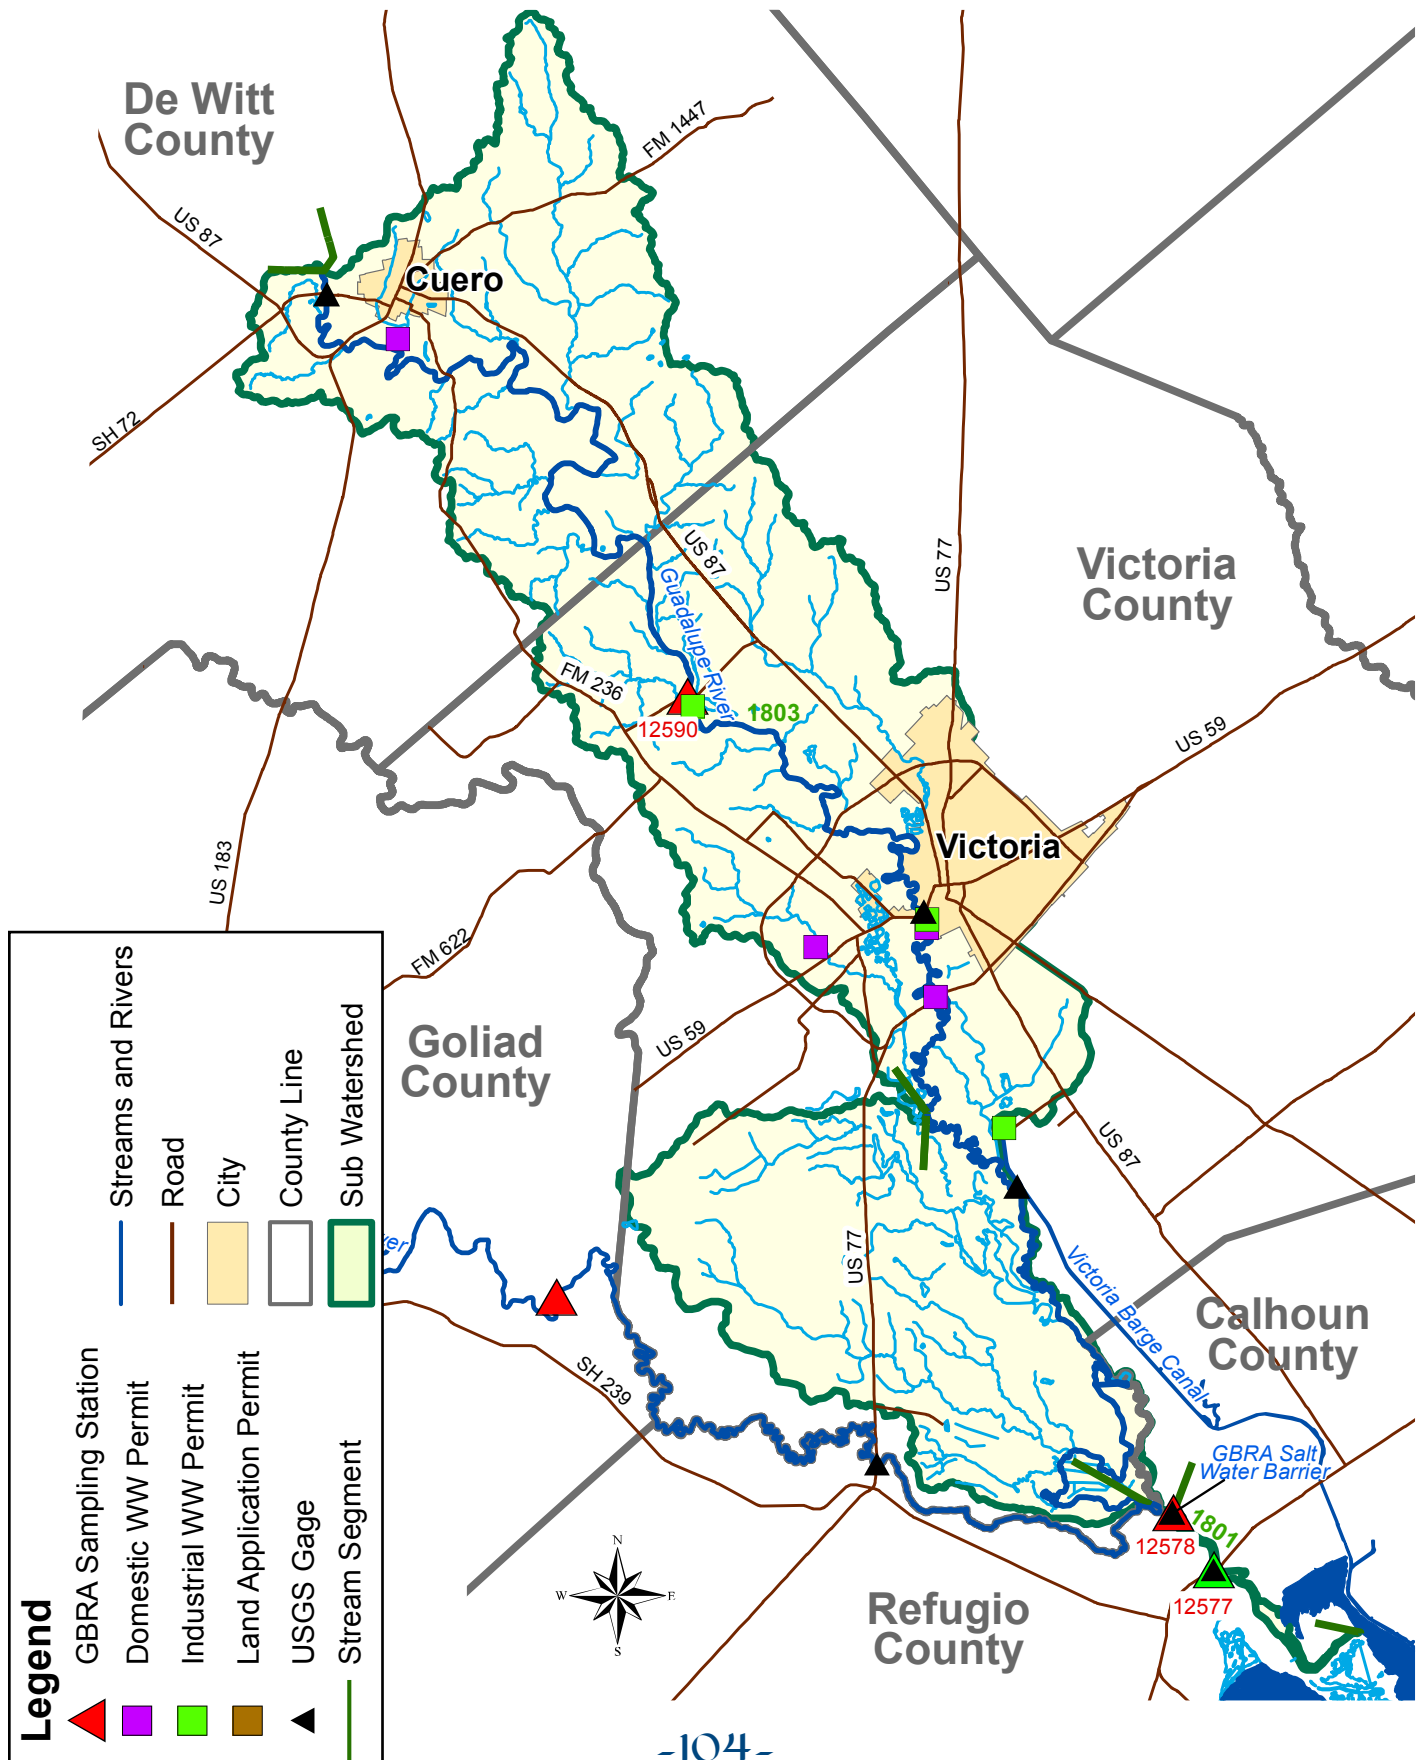 De Witt
County
FM 1447
US 87
Cuero
SH 72
US 77
Victoria
County
US 87
Guadalupe River
FM 236
12590
1803
US 59
US 183
Victoria
FM 622
US 59
Goliad
County
US 87
US 77
Victoria Barge Canal
Calhoun
County
SH 239
GBRA Salt
Water Barrier
1801
12578
12577
Refugio
County
N
W
E
S
Legend
GBRA Sampling Station
Domestic WW Permit
Industrial WW Permit
Land Application Permit
USGS Gage
Stream Segment
Streams and Rivers
Road
City
County Line
Sub Watershed
-104-